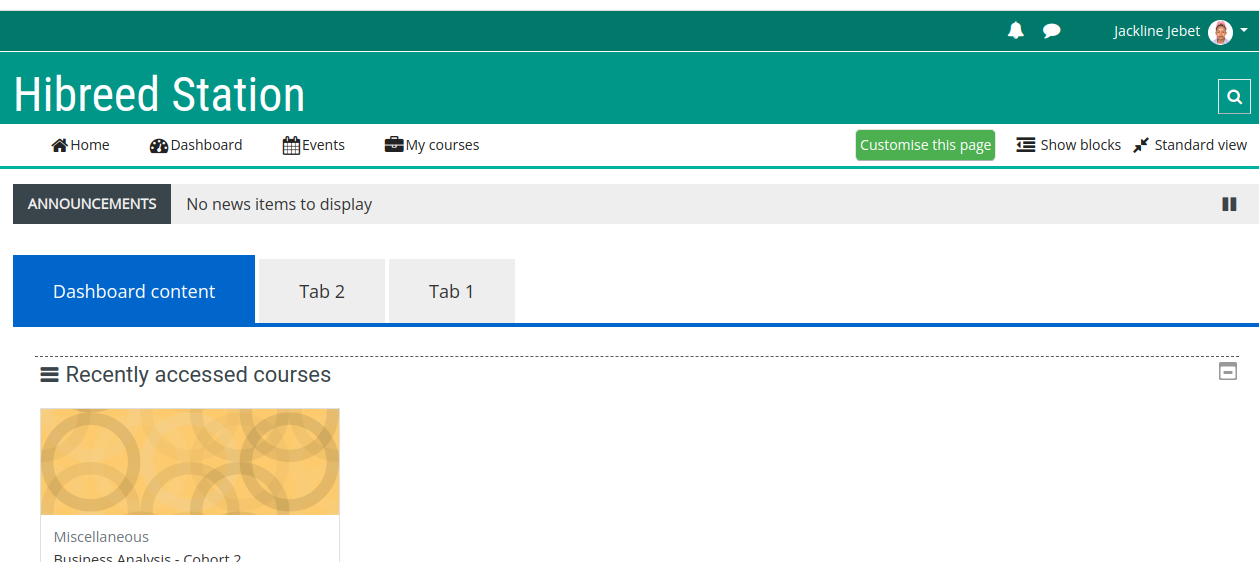 Jackline Jebet
Hibreed Station
Home Dashboard Events My courses Customise this page Show blocks Standard view
ANNOUNCEMENTS No news items to display
Dashboard content Tab 2 Tab 1
Recently accessed courses
Miscellaneous
Business Analysis - Cohort 2